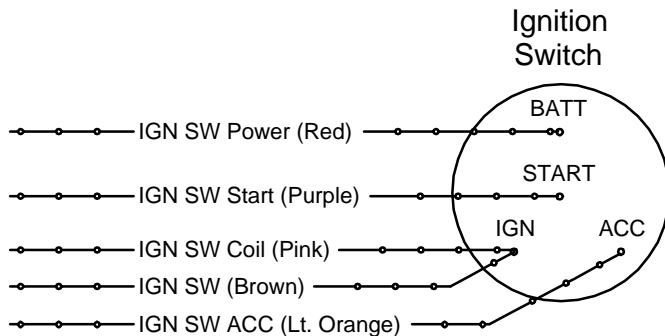 Ignition
Switch
BATT
IGN SW Power (Red)
START
IGN SW Start (Purple)
IGN
ACC
IGN SW Coil (Pink)
IGN SW (Brown)
IGN SW ACC (Lt. Orange)